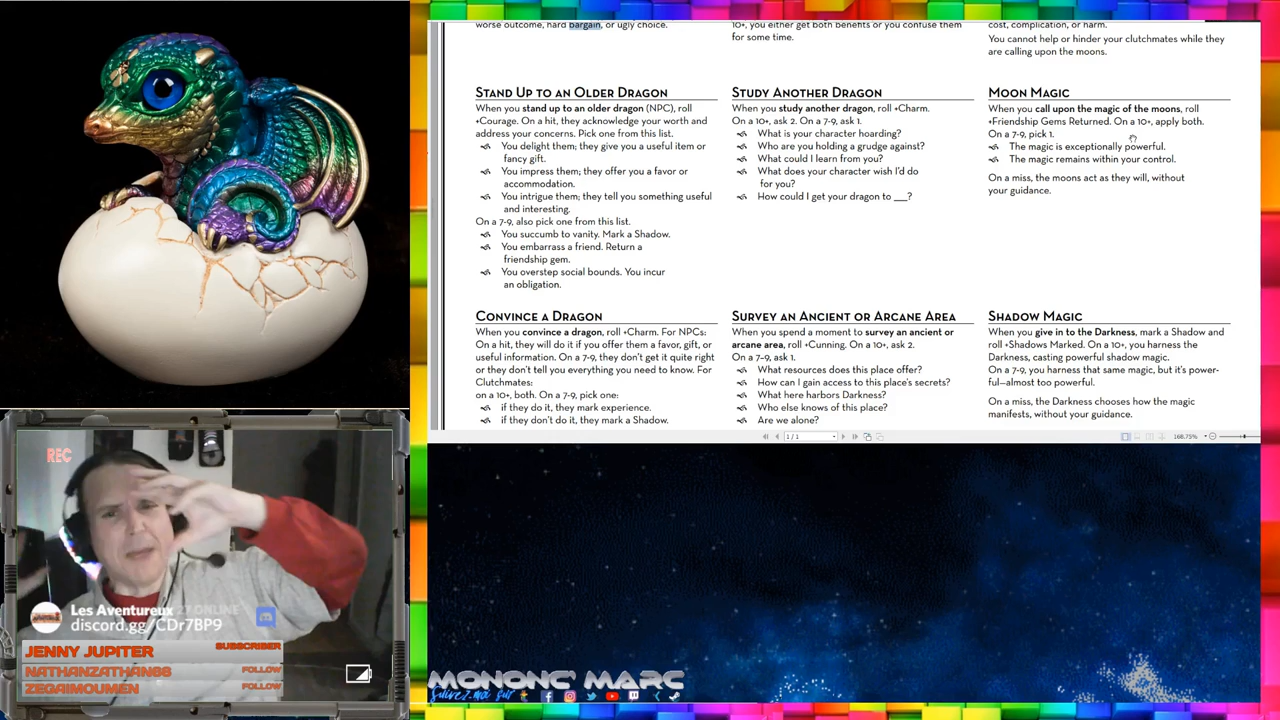 worse outcome, hard bargain, or ugly choice.
10+, you either get both benefits or you confuse them
for some time.
cost, complication, or harm.
You cannot help or hinder your clutchmates while they
are calling upon the moons.
STAND UP TO AN OLDER DRAGON
When you stand up to an older dragon (NPC), roll
+Courage. On a hit, they acknowledge your worth and
address your concerns. Pick one from this list.
You delight them; they give you a useful item or
fancy gift.
You impress them; they offer you a favor or
accommodation.
You intrigue them; they tell you something useful
and interesting.
On a 7-9, also pick one from this list.
You succumb to vanity. Mark a Shadow.
You embarrass a friend. Return a
friendship gem.
You overstep social bounds. You incur
an obligation.
STUDY ANOTHER DRAGON
When you study another dragon, roll +Charm.
On a 10+, ask 2. On a 7-9, ask 1.
What is your character hoarding?
Who are you holding a grudge against?
What could I learn from you?
What does your character wish I'd do
for you?
How could I get your dragon to ___?
MOON MAGIC
When you call upon the magic of the moons, roll
+Friendship Gems Returned. On a 10+, apply both.
On a 7-9, pick 1.
The magic is exceptionally powerful.
The magic remains within your control.
On a miss, the moons act as they will, without
your guidance.
CONVINCE A DRAGON
When you convince a dragon, roll +Charm. For NPCs:
On a hit, they will do it if you offer them a favor, gift, or
useful information. On a 7-9, they don't get it quite right
or they don't tell you everything you need to know. For
Clutchmates:
on a 10+, both. On a 7-9, pick one:
if they do it, they mark experience.
if they don't do it, they mark a Shadow.
SURVEY AN ANCIENT OR ARCANE AREA
When you spend a moment to survey an ancient or
arcane area, roll +Cunning. On a 10+, ask 2.
On a 7-9, ask 1.
What resources does this place offer?
How can I gain access to this place's secrets?
What here harbors Darkness?
Who else knows of this place?
Are we alone?
SHADOW MAGIC
When you give in to the Darkness, mark a Shadow and
roll +Shadows Marked. On a 10+, you harness the
Darkness, casting powerful shadow magic.
On a 7-9, you harness that same magic, but it's power-
ful—almost too powerful.
On a miss, the Darkness chooses how the magic
manifests, without your guidance.
1 / 1
168.75%
REC
Les Aventureux 27 ONLINE
discord.gg/CDr7BP9
JENNY JUPITER SUBSCRIBER
NATHANZATHAN88 FOLLOW
ZEGAIMOUMEN FOLLOW
MONONC' MARC
Suivez-moi sur